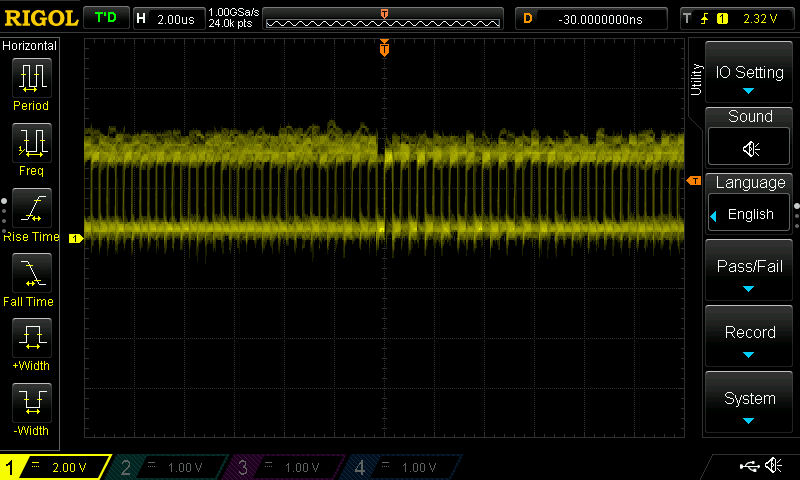 RIGOL T'D H 2.00us 1.00GSa/s
24.0k pts T D -30.0000000ns T 1 2.32 V
Horizontal
Period
Freq
Rise Time
Fall Time
+Width
-Width
T
T
1
Utility
IO Setting
Sound
Language
English
Pass/Fail
Record
System
1 2.00 V 2 1.00 V 3 1.00 V 4 1.00 V